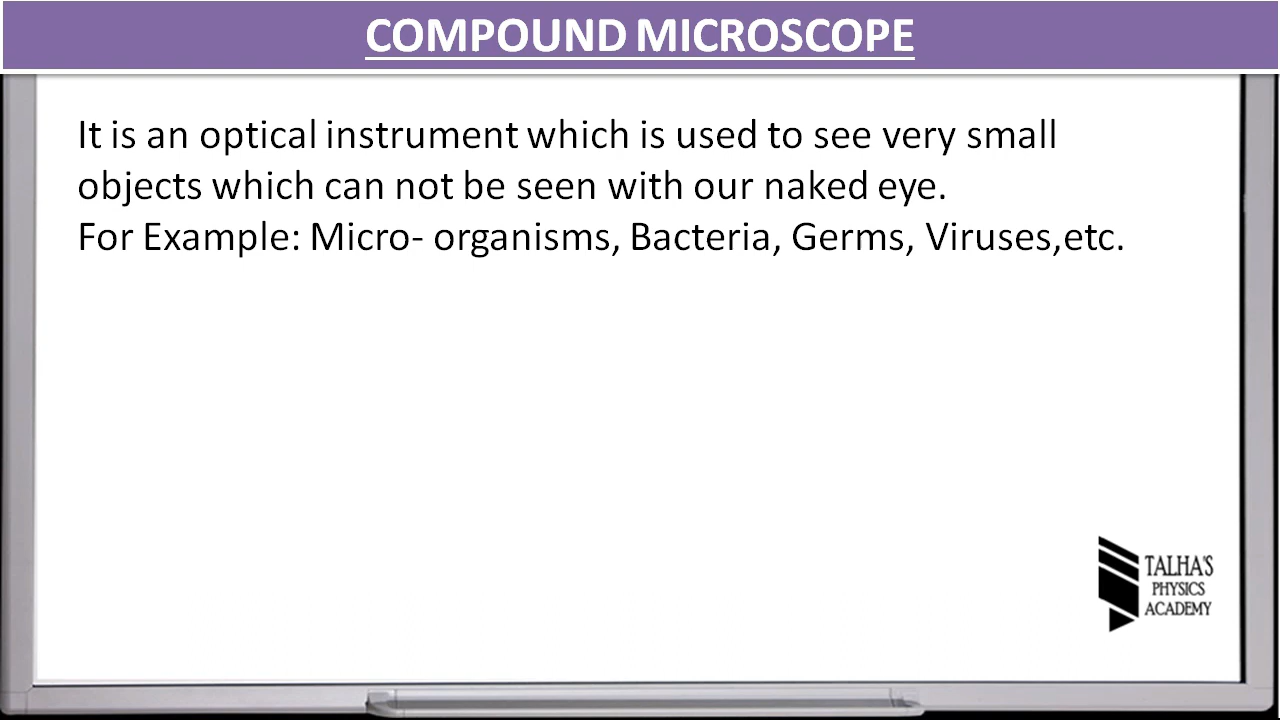 COMPOUND MICROSCOPE
It is an optical instrument which is used to see very small
objects which can not be seen with our naked eye.
For Example: Micro- organisms, Bacteria, Germs, Viruses,etc.
TALHA'S
PHYSICS
ACADEMY